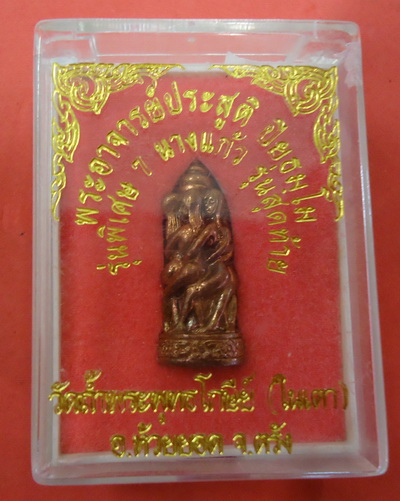 พระอาจารย์ประสูติ ปิยธมฺโม
รุ่นพิเศษ ๗ นางแก้ว รุ่นสุดท้าย
วัดถ้ำพระพุทธโกษีย์ (ในเตา)
อ.ห้วยยอด จ.ตรัง